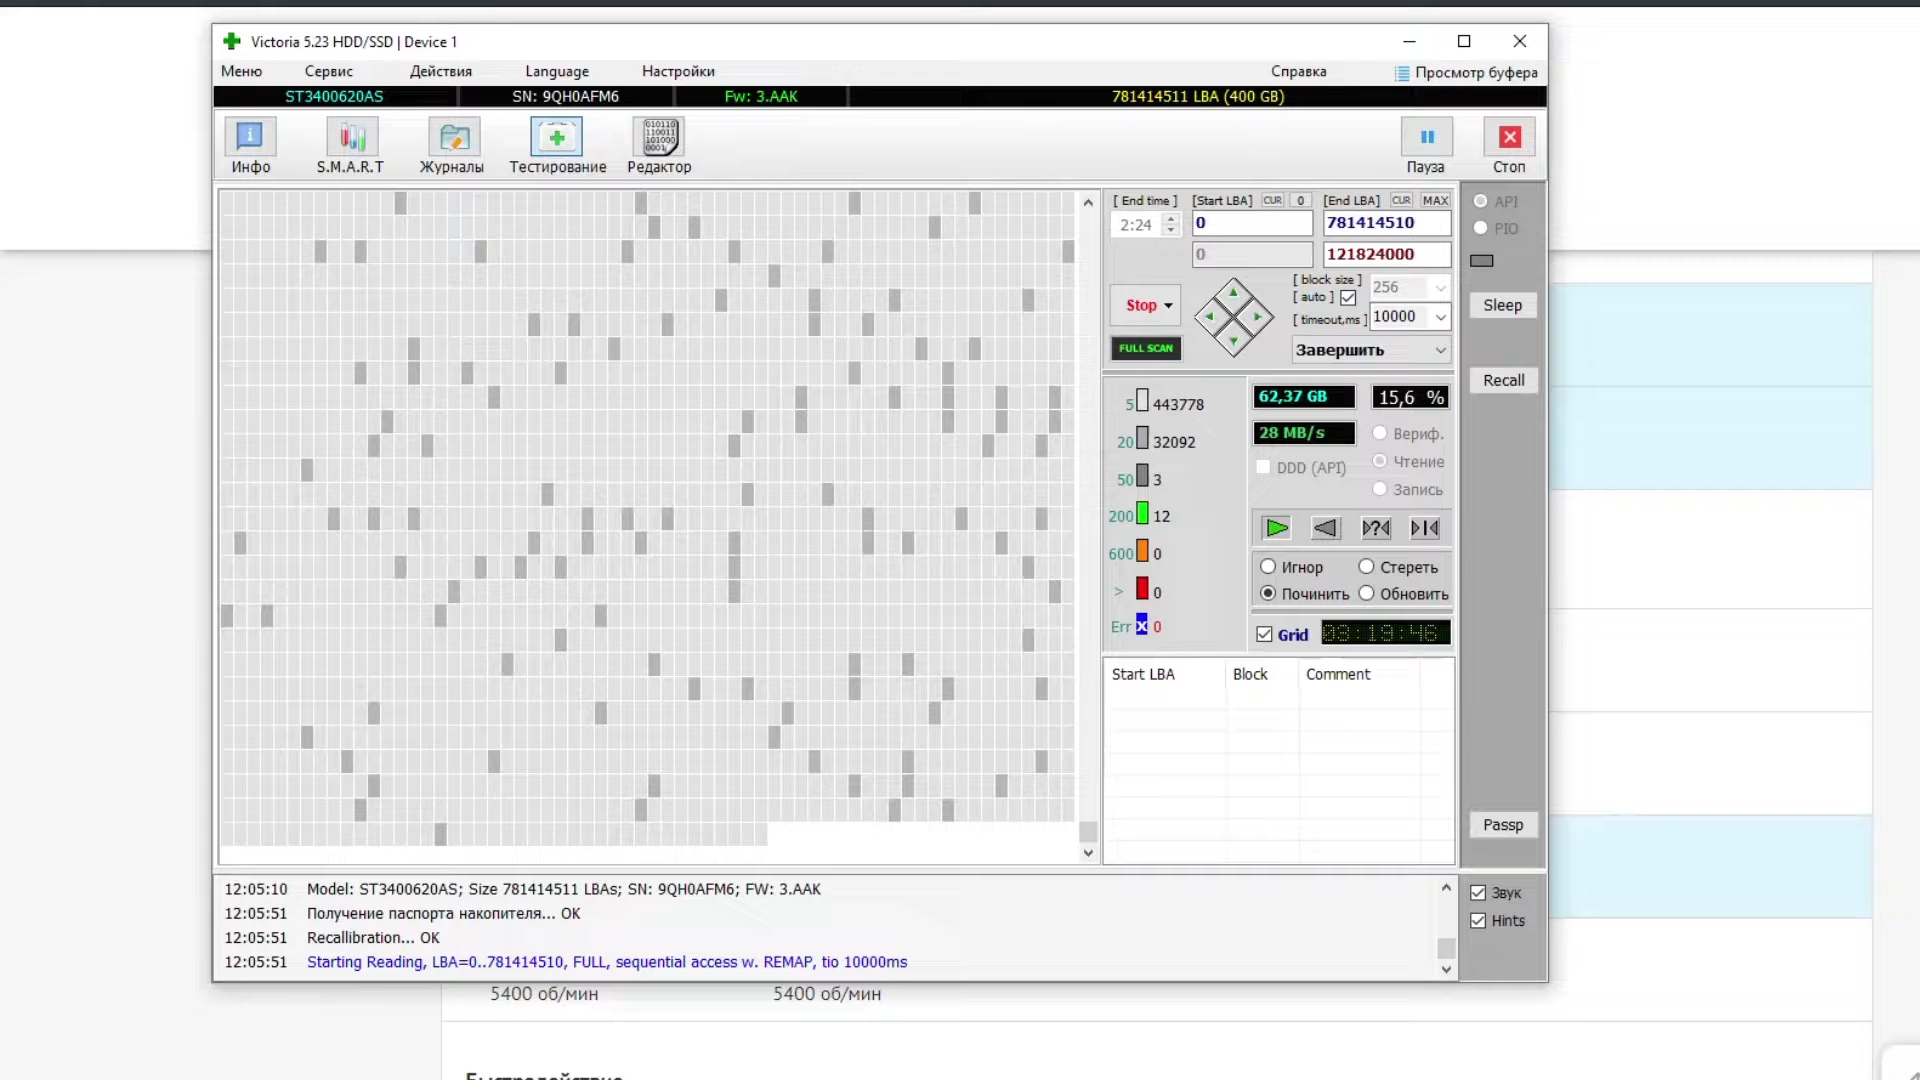 Victoria 5.23 HDD/SSD | Device 1
Меню Сервис Действия Language Настройки Справка Просмотр буфера
ST3400620AS SN: 9QH0AFM6 Fw: 3.AAK 781414511 LBA (400 GB)
Инфо S.M.A.R.T Журналы Тестирование Редактор Пауза Стоп
[ End time ] [Start LBA] CUR 0 [End LBA] CUR MAX API
2:24 0 781414510 PIO
0 121824000
[ block size ] 256
[ auto ]
Stop [ timeout,ms ] 10000 Sleep
FULL SCAN Завершить
Recall
5 443778 62,37 GB 15,6 %
20 32092 28 MB/s Вериф.
DDD (API) Чтение
50 3 Запись
200 12
600 0 Игнор Стереть
> 0 Починить Обновить
Err x 0 Grid 03:19:46
Start LBA Block Comment
Passp
12:05:10 Model: ST3400620AS; Size 781414511 LBAs; SN: 9QH0AFM6; FW: 3.AAK
12:05:51 Получение паспорта накопителя... OK
12:05:51 Recallibration... OK
12:05:51 Starting Reading, LBA=0..781414510, FULL, sequential access w. REMAP, tio 10000ms
Звук
Hints
5400 об/мин 5400 об/мин
Быстродействие